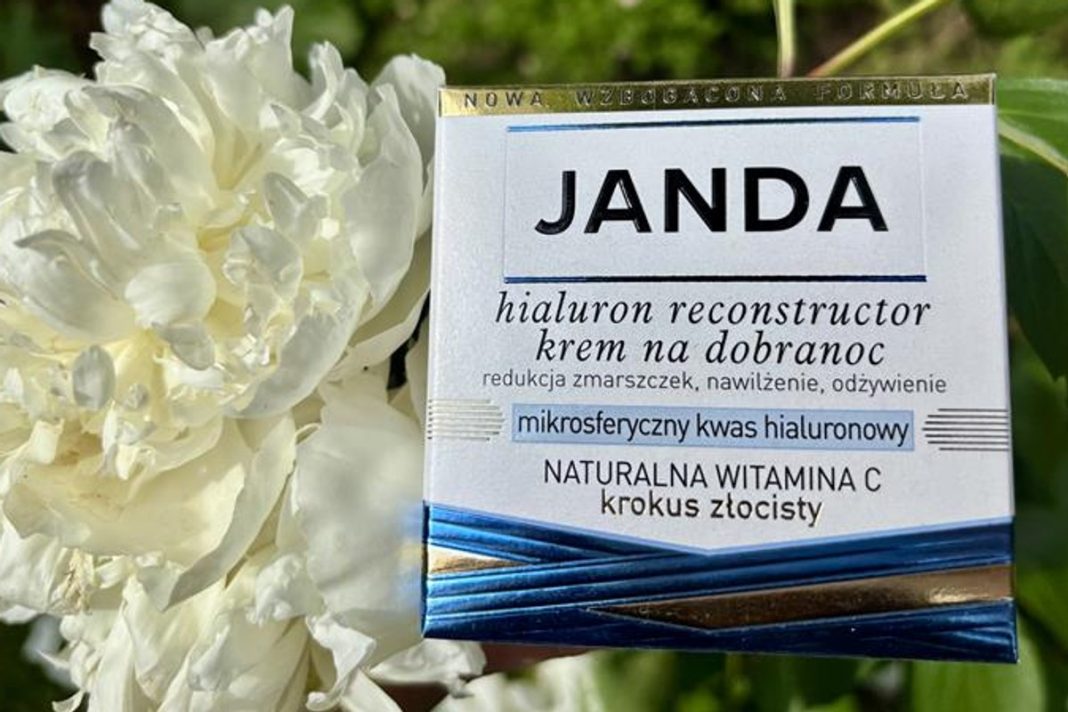 NOWA, WZBOGACONA FORMUŁA
JANDA
hialuron reconstructor
krem na dobranoc
redukcja zmarszczek, nawilżenie, odżywienie
mikrosferyczny kwas hialuronowy
NATURALNA WITAMINA C
krokus złocisty